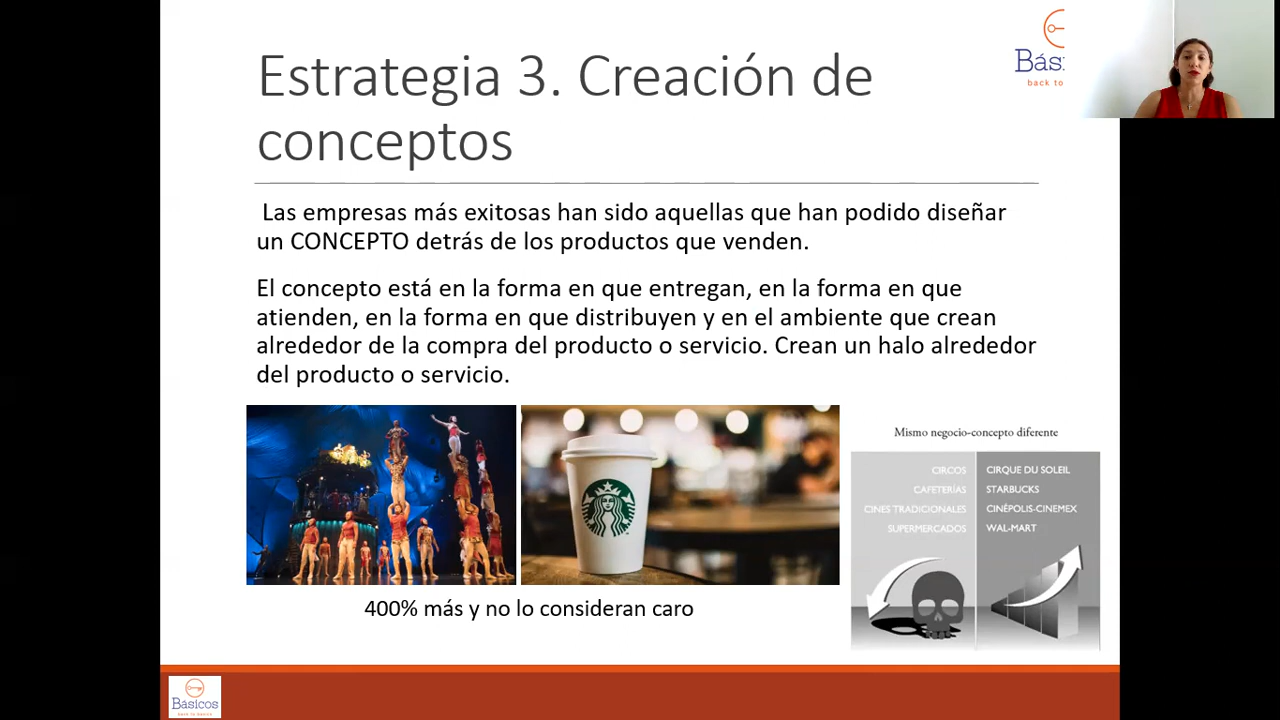 Estrategia 3. Creación de
conceptos
Bás
back to
Las empresas más exitosas han sido aquellas que han podido diseñar
un CONCEPTO detrás de los productos que venden.
El concepto está en la forma en que entregan, en la forma en que
atienden, en la forma en que distribuyen y en el ambiente que crean
alrededor de la compra del producto o servicio. Crean un halo alrededor
del producto o servicio.
Mismo negocio-concepto diferente
CIRCOS CIRQUE DU SOLEIL
CAFETERÍAS STARBUCKS
CINES TRADICIONALES CINÉPOLIS-CINEMEX
SUPERMERCADOS WAL-MART
400% más y no lo consideran caro
Básicos
back to basics